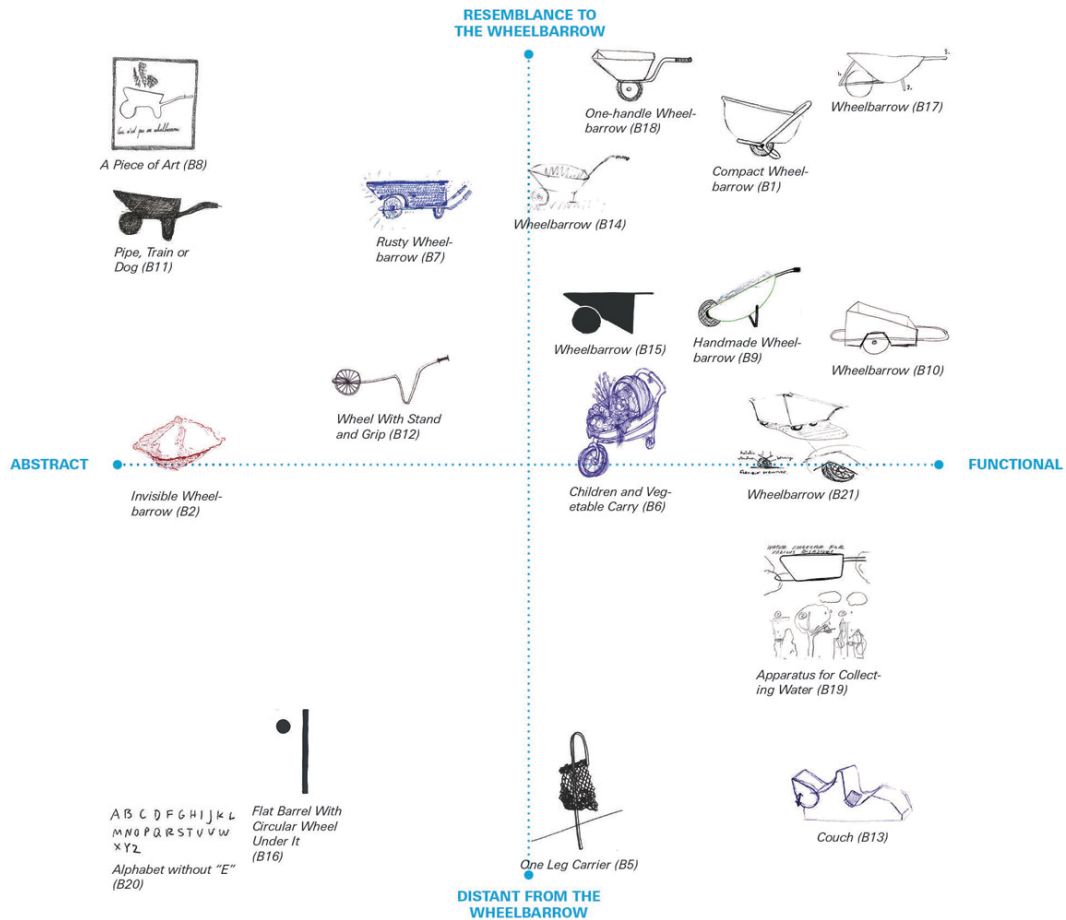 RESEMBLANCE TO
THE WHEELBARROW
A Piece of Art (B8)
One-handle Wheel-
barrow (B18)
Wheelbarrow (B17)
Compact Wheel-
barrow (B1)
Pipe, Train or
Dog (B11)
Rusty Wheel-
barrow (B7)
Wheelbarrow (B14)
Wheelbarrow (B15)
Handmade Wheel-
barrow (B9)
Wheelbarrow (B10)
Wheel With Stand
and Grip (B12)
ABSTRACT
FUNCTIONAL
Invisible Wheel-
barrow (B2)
Children and Veg-
etable Carry (B6)
Wheelbarrow (B21)
Apparatus for Collect-
ing Water (B19)
A B C D F G H I J K L
M N O P Q R S T U V W
X Y Z
Alphabet without “E”
(B20)
Flat Barrel With
Circular Wheel
Under It
(B16)
One Leg Carrier (B5)
Couch (B13)
DISTANT FROM THE
WHEELBARROW